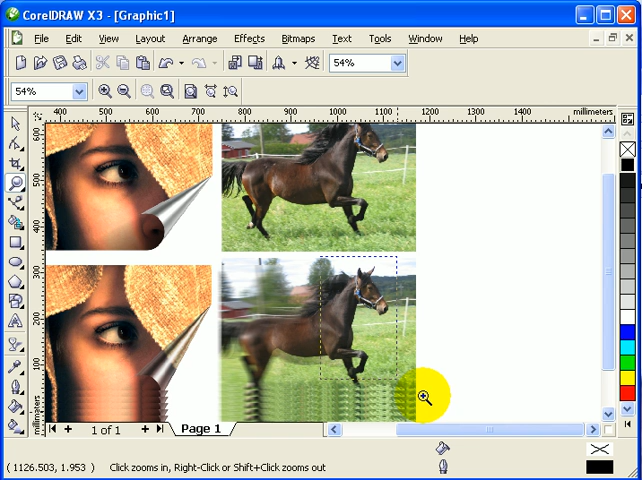 CorelDRAW X3 - [Graphic1]
File Edit View Layout Arrange Effects Bitmaps Text Tools Window Help
54%
54%
400 500 600 700 800 900 1000 1100 1200 1300 1400 millimeters
600
500
400
300
200
100
millimeters
1 of 1 Page 1
( 1126.503, 1.953 ) Click zooms in, Right-Click or Shift+Click zooms out